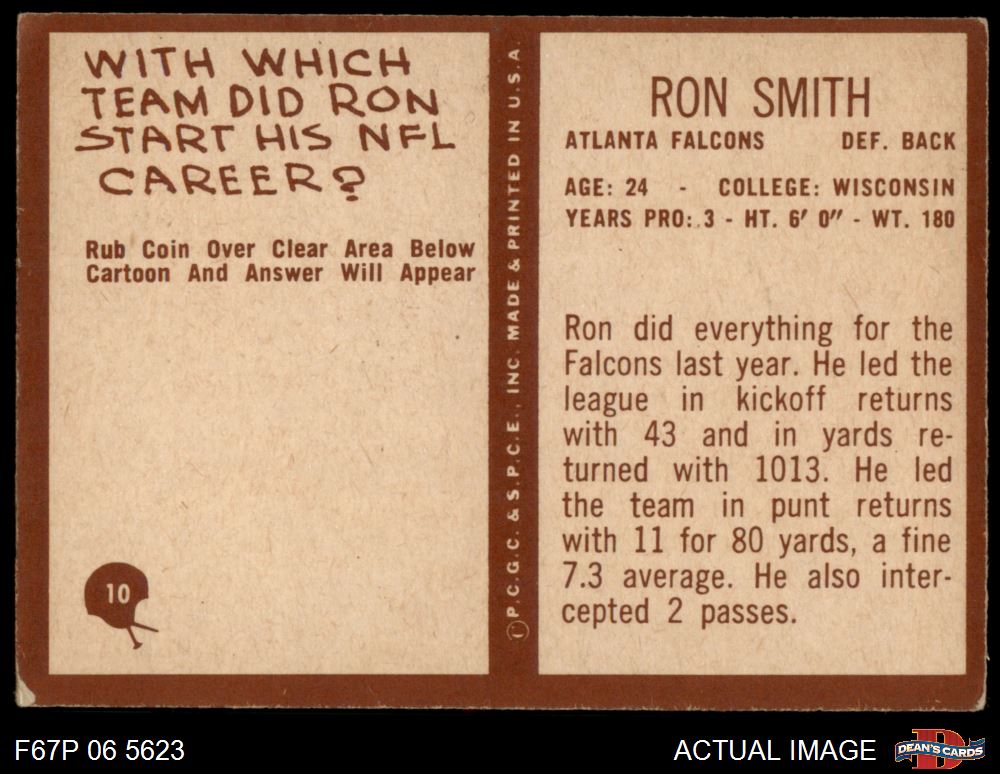 WITH WHICH
TEAM DID RON
START HIS NFL
CAREER?
Rub Coin Over Clear Area Below
Cartoon And Answer Will Appear
10
©P.C.G.C. & S.P.C.E., INC. MADE & PRINTED IN U.S.A.
RON SMITH
ATLANTA FALCONS DEF. BACK
AGE: 24 - COLLEGE: WISCONSIN
YEARS PRO: 3 - HT. 6' 0" - WT. 180
Ron did everything for the
Falcons last year. He led the
league in kickoff returns
with 43 and in yards re-
turned with 1013. He led
the team in punt returns
with 11 for 80 yards, a fine
7.3 average. He also inter-
cepted 2 passes.
F67P 06 5623
ACTUAL IMAGE
D
DEAN'S CARDS